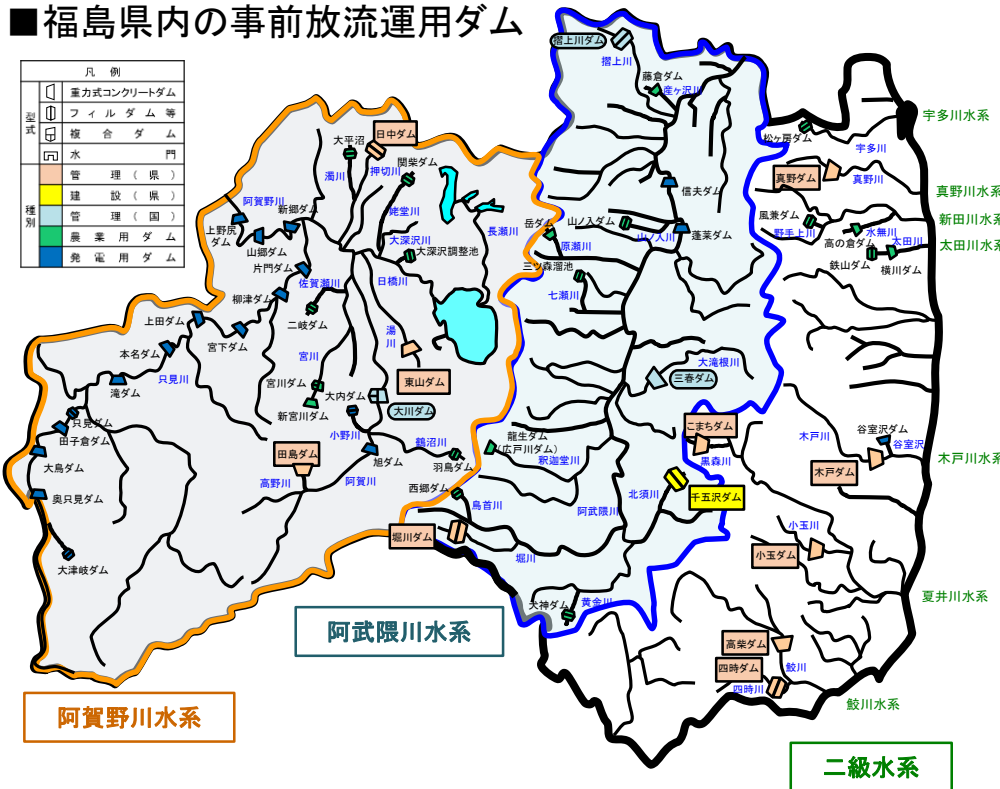 ■福島県内の事前放流運用ダム
凡例
型式
重力式コンクリートダム
フィルダム等
複合ダム
水門
種別
管理(県)
建設(県)
管理(国)
農業用ダム
発電用ダム
摺上川ダム
摺上川
藤倉ダム
産ケ沢川
日中ダム
大平沼
押切川
濁川
関柴ダム
姥堂川
長瀬川
阿賀野川
新郷ダム
上野尻
ダム
山郷ダム
片門ダム
大深沢川
大深沢調整池
佐賀瀬川
日橋川
柳津ダム
二岐ダム
湯川
上田ダム
宮下ダム
宮川
東山ダム
本名ダム
只見川
宮川ダム
大内ダム
滝ダム
新宮川ダム
大川ダム
只見ダム
田子倉ダム
小野川
鶴沼川
田島ダム
旭ダム
羽鳥ダム
大鳥ダム
高野川
阿賀川
奥只見ダム
大津岐ダム
信夫ダム
岳ダム
山ノ入ダム
山ノ入川
蓬莱ダム
原瀬川
三ツ森溜池
七瀬川
大滝根川
三春ダム
こまちダム
黒森川
龍生ダム
(広戸川ダム)
釈迦堂川
北須川
千五沢ダム
阿武隈川
西郷ダム
鳥首川
堀川ダム
堀川
犬神ダム
黄金川
松ヶ房ダム
宇多川
宇多川水系
真野ダム
真野川
真野川水系
風兼ダム
野手上川
高の倉ダム
水無川
新田川水系
太田川
太田川水系
鉄山ダム
横川ダム
谷室沢ダム
谷室沢
木戸川
木戸ダム
木戸川水系
小玉川
小玉ダム
夏井川水系
高柴ダム
四時ダム
鮫川
四時川
鮫川水系
阿武隈川水系
阿賀野川水系
二級水系